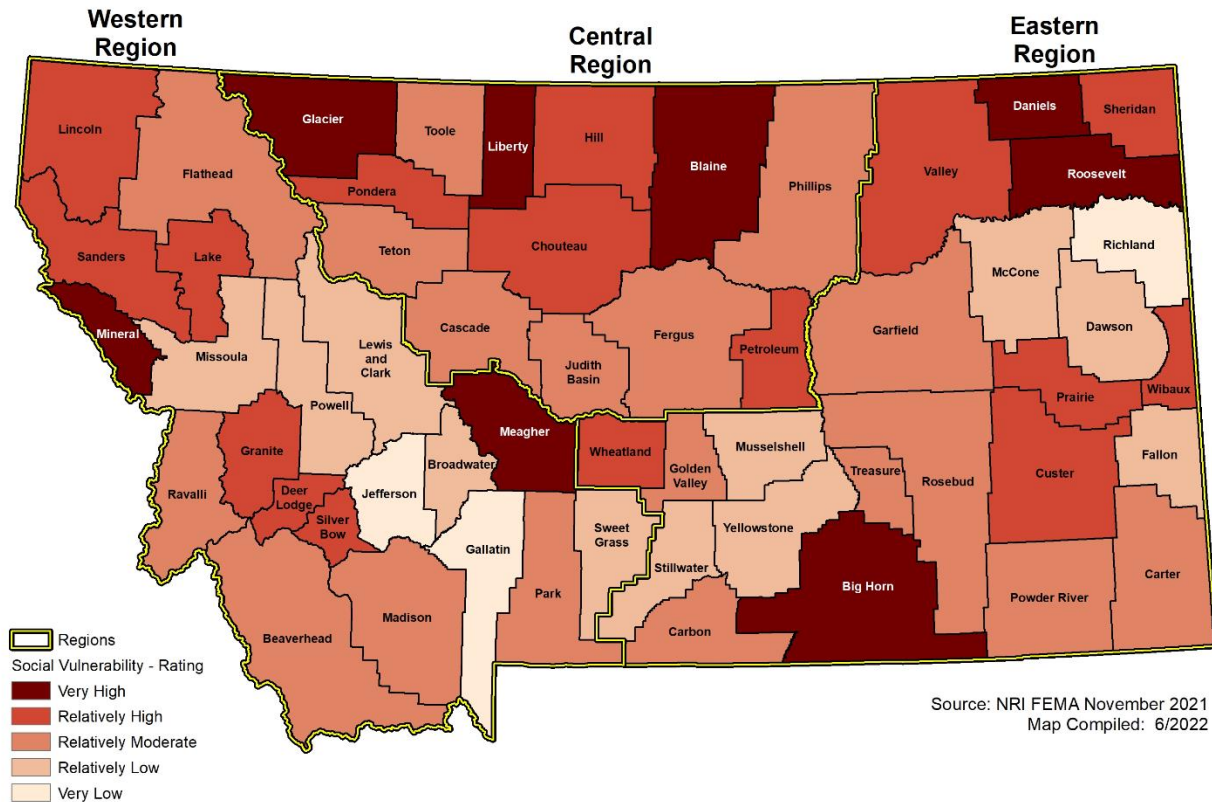 Western
Region
Central
Region
Eastern
Region
Lincoln
Flathead
Glacier
Toole
Liberty
Hill
Blaine
Phillips
Valley
Daniels
Sheridan
Roosevelt
Pondera
Teton
Chouteau
Richland
McCone
Dawson
Sanders
Lake
Mineral
Missoula
Lewis
and
Clark
Cascade
Judith
Basin
Fergus
Petroleum
Garfield
Prairie
Wibaux
Powell
Granite
Ravalli
Deer
Lodge
Silver
Bow
Jefferson
Broadwater
Meagher
Wheatland
Golden
Valley
Musselshell
Treasure
Rosebud
Custer
Fallon
Gallatin
Park
Sweet
Grass
Stillwater
Yellowstone
Big Horn
Carbon
Powder River
Carter
Beaverhead
Madison
Regions
Social Vulnerability - Rating
Very High
Relatively High
Relatively Moderate
Relatively Low
Very Low
Source: NRI FEMA November 2021
Map Compiled: 6/2022